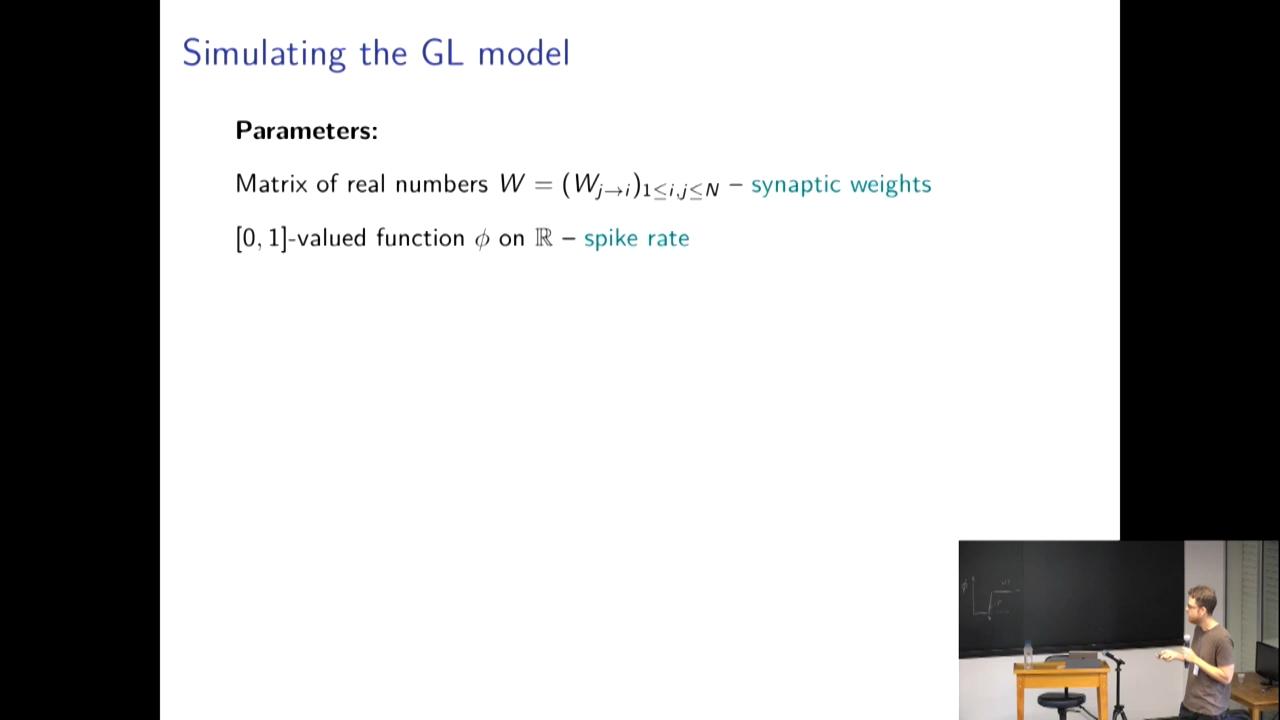 Simulating the GL model
Parameters:
Matrix of real numbers W = (W_{j→i})_{1≤i,j≤N} – synaptic weights
[0, 1]-valued function ϕ on ℝ – spike rate